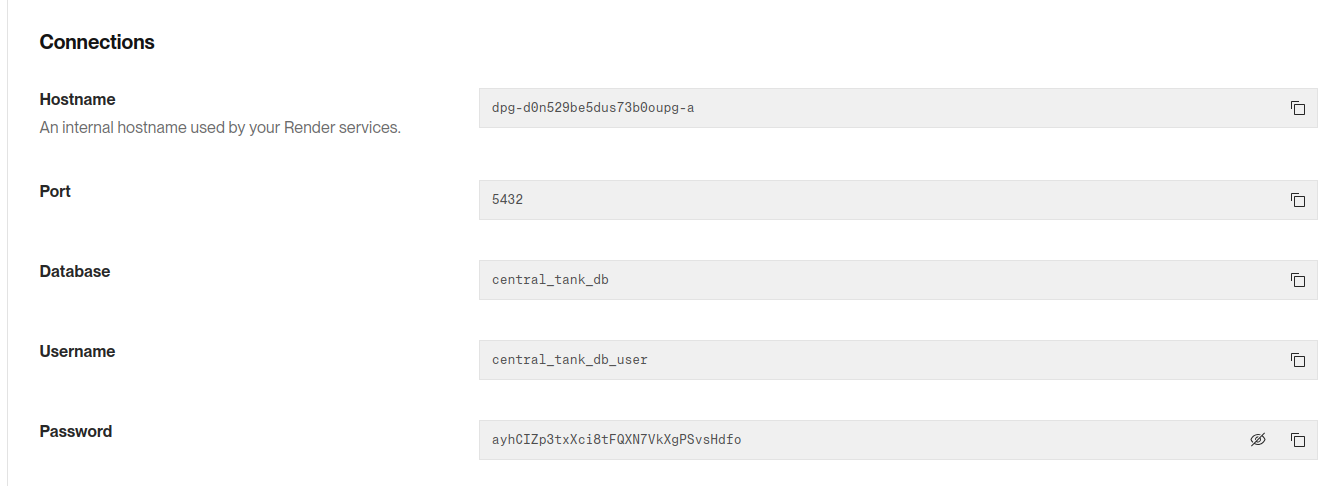 Connections
Hostname
An internal hostname used by your Render services.
dpg-d0n529be5dus73b0oupg-a
Port
5432
Database
central_tank_db
Username
central_tank_db_user
Password
ayhCIZp3txXci8tFQXN7VkXgPSvsHdfo